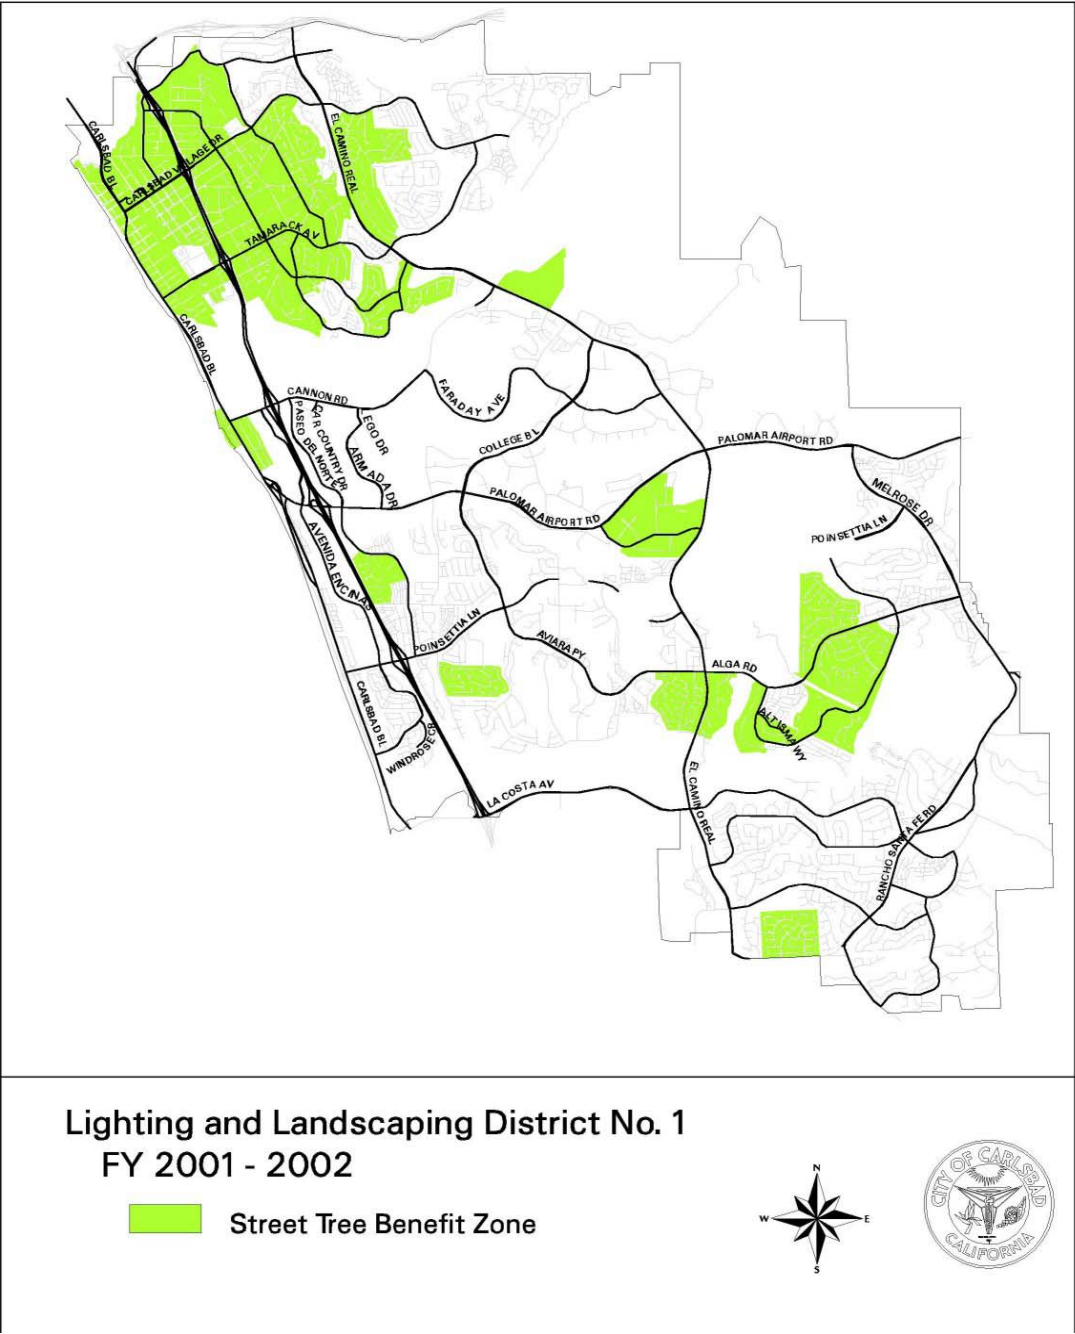 CARLSBAD BL
CARLSBAD VILLAGE DR
EL CAMINO REAL
TAMARACK AV
CARLSBAD BL
CANNON RD
PASEO DEL NORTE
CAR COUNTRY DR
LEGO DR
ARMADA DR
FARADAY AVE
COLLEGE BL
PALOMAR AIRPORT RD
PALOMAR AIRPORT RD
MELROSE DR
POINSETTIA LN
AVENIDA ENCINAS
POINSETTIA LN
AVIARA PY
ALGA RD
ALTISMA WY
CARLSBAD BL
WINDROSE CR
LA COSTA AV
EL CAMINO REAL
RANCHO SANTA FE RD
Lighting and Landscaping District No. 1
FY 2001 - 2002
Street Tree Benefit Zone
N
W
E
S
CITY OF CARLSBAD
CALIFORNIA